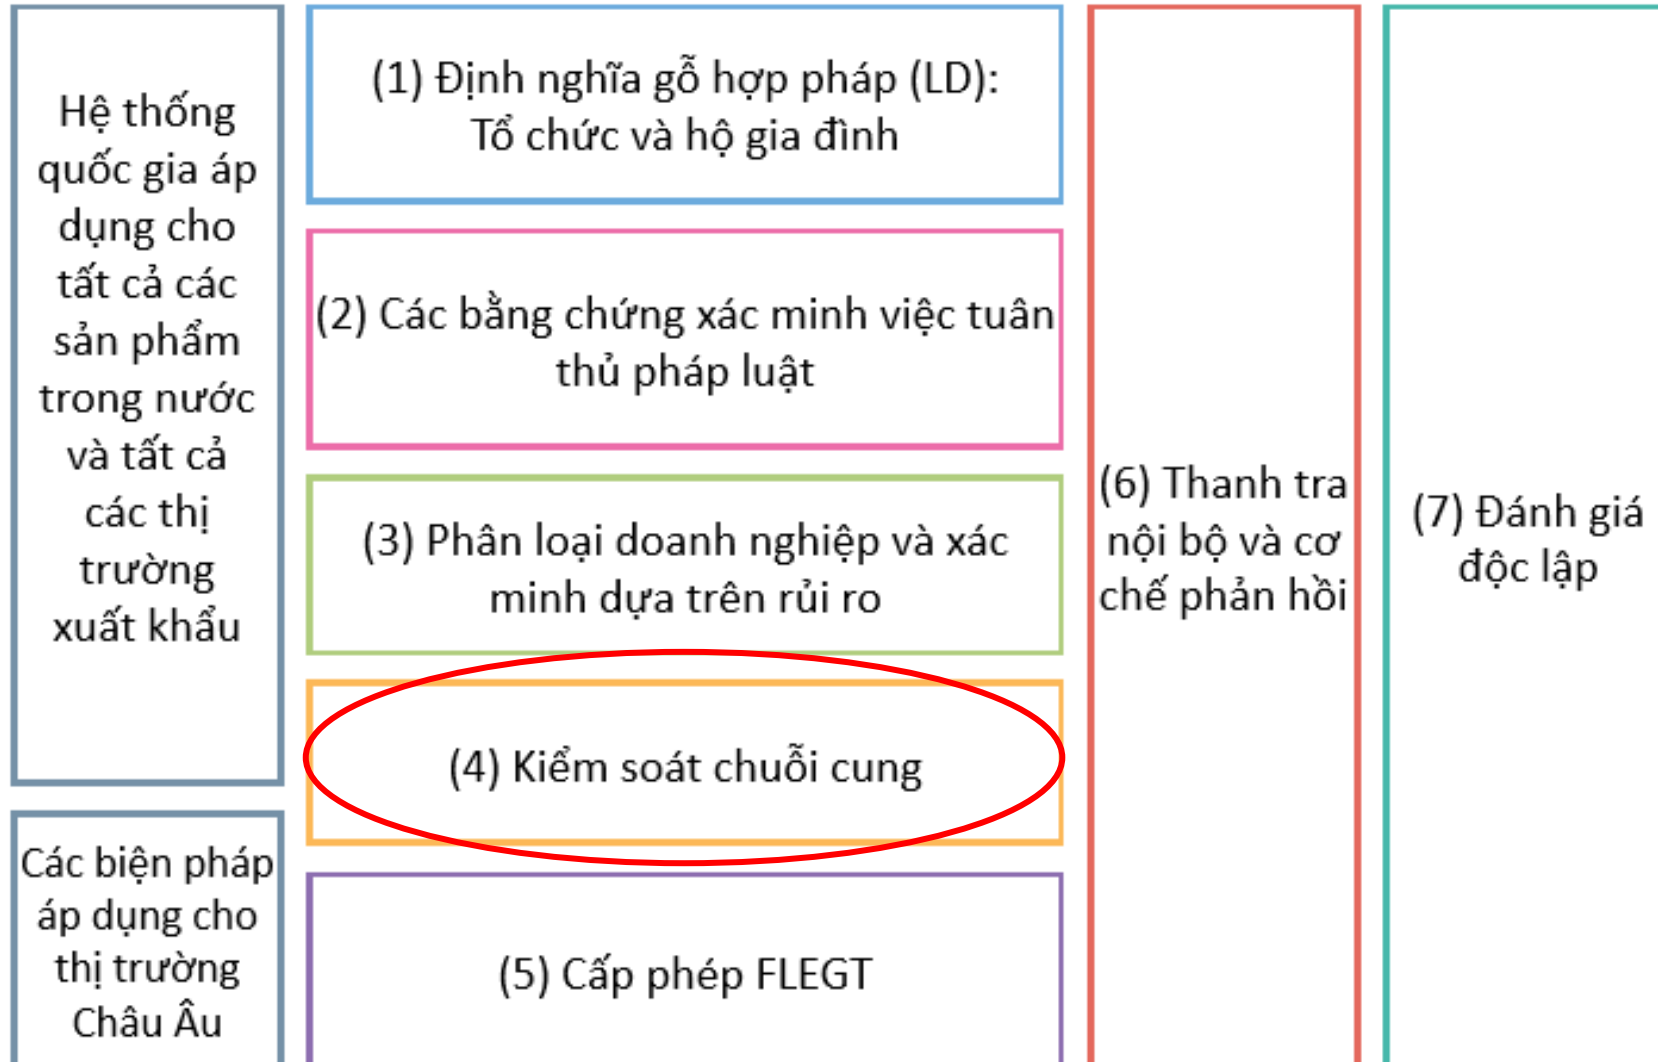 Hệ thống
quốc gia áp
dụng cho
tất cả các
sản phẩm
trong nước
và tất cả
các thị
trường
xuất khẩu
Các biện pháp
áp dụng cho
thị trường
Châu Âu
(1) Định nghĩa gỗ hợp pháp (LD):
Tổ chức và hộ gia đình
(2) Các bằng chứng xác minh việc tuân
thủ pháp luật
(3) Phân loại doanh nghiệp và xác
minh dựa trên rủi ro
(4) Kiểm soát chuỗi cung
(5) Cấp phép FLEGT
(6) Thanh tra
nội bộ và cơ
chế phản hồi
(7) Đánh giá
độc lập